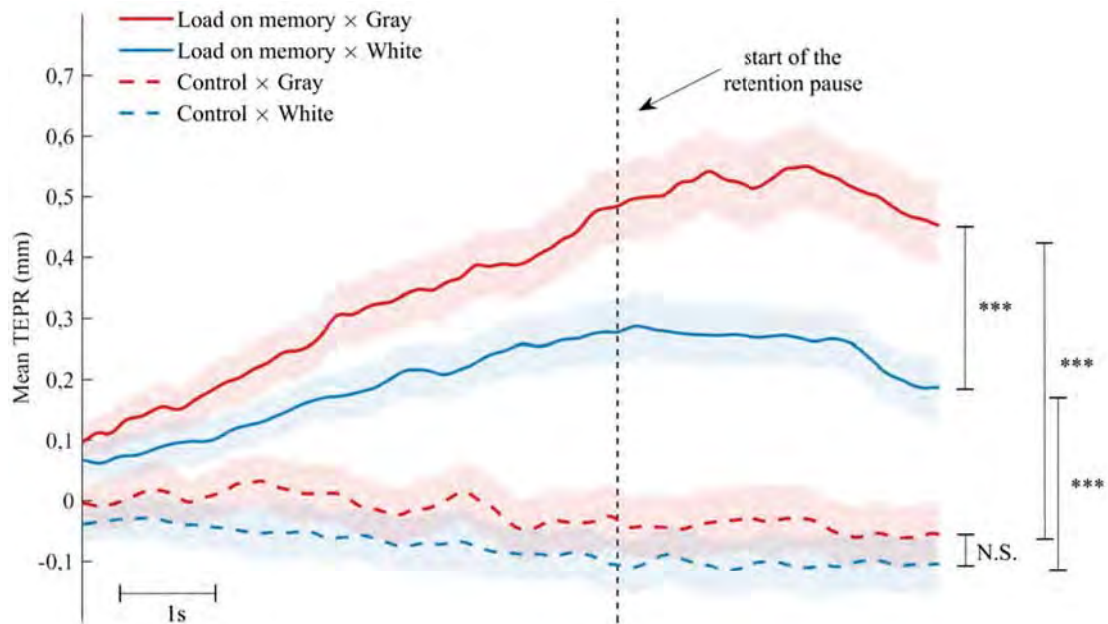 Load on memory × Gray
Load on memory × White
Control × Gray
Control × White
start of the
retention pause
Mean TEPR (mm)
0,7
0,6
0,5
0,4
0,3
0,2
0,1
0
-0,1
1s
***
***
***
N.S.